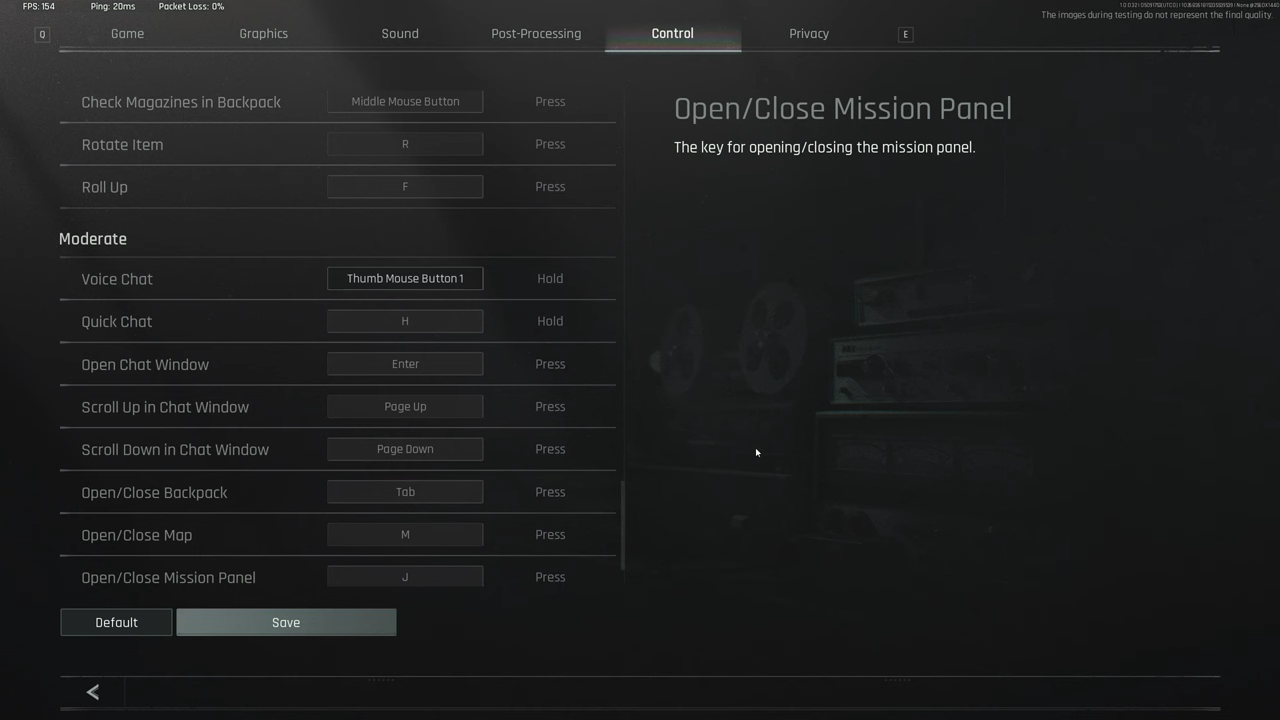 FPS: 154 Ping: 20ms Packet Loss: 0%
The images during testing do not represent the final quality.
Q Game Graphics Sound Post-Processing Control Privacy E
Check Magazines in Backpack Middle Mouse Button Press
Rotate Item R Press
Roll Up F Press
Moderate
Voice Chat Thumb Mouse Button 1 Hold
Quick Chat H Hold
Open Chat Window Enter Press
Scroll Up in Chat Window Page Up Press
Scroll Down in Chat Window Page Down Press
Open/Close Backpack Tab Press
Open/Close Map M Press
Open/Close Mission Panel J Press
Default Save
Open/Close Mission Panel
The key for opening/closing the mission panel.